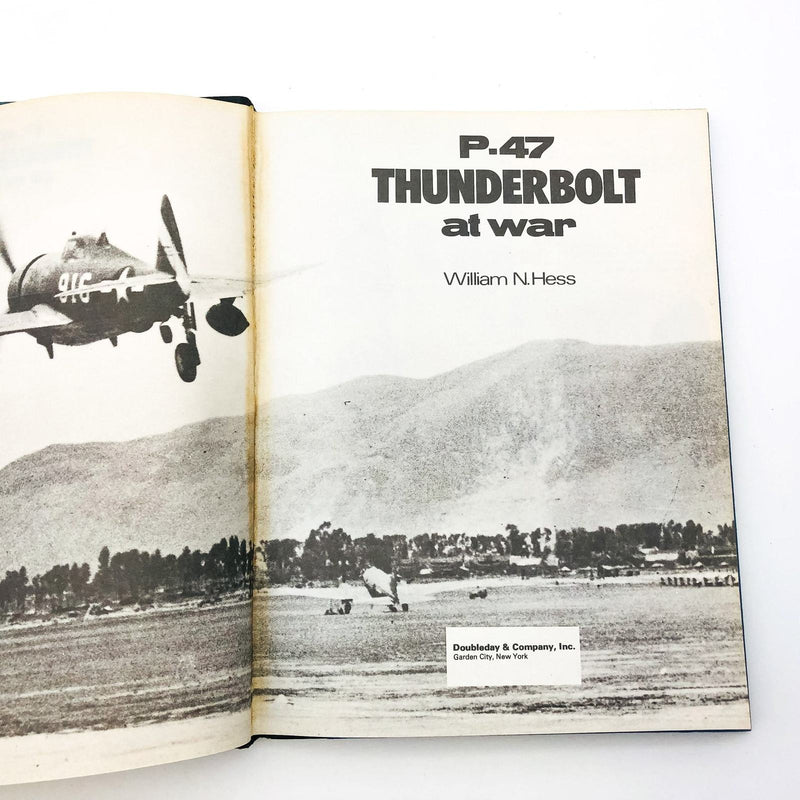 916
P-47
THUNDERBOLT
at war
William N. Hess
Doubleday & Company, Inc.
Garden City, New York